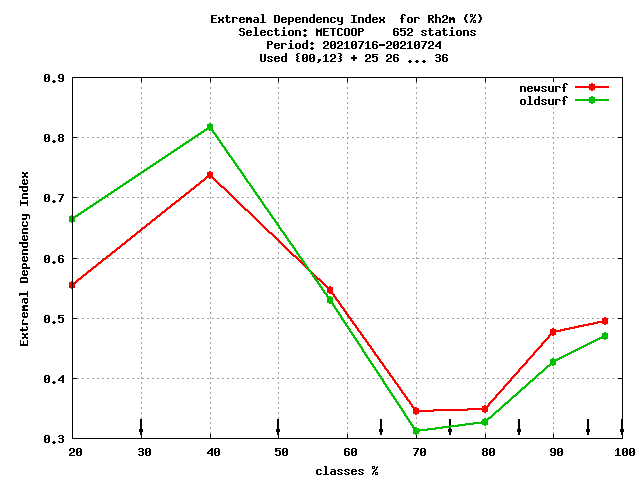 Extremal Dependency Index  for Rh2m (%)
Selection: METCOOP    652 stations
Period: 20210716-20210724
Used {00,12} + 25 26 ... 36
newsurf
oldsurf
0.9
0.8
0.7
0.6
0.5
0.4
0.3
Extremal Dependency Index
20 30 40 50 60 70 80 90 100
classes %